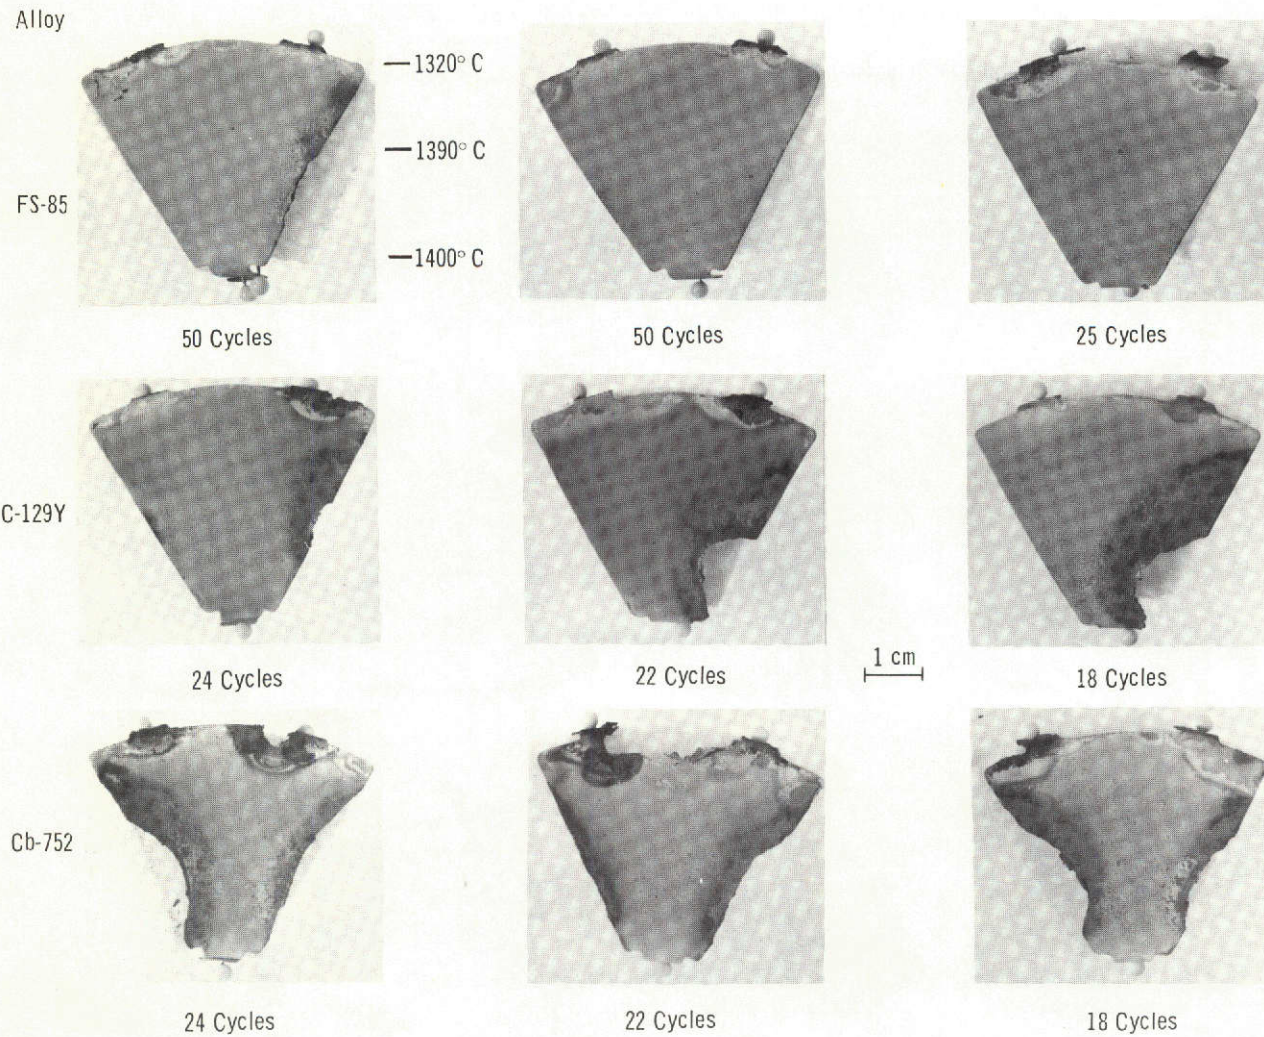 Alloy
1320° C
1390° C
FS-85
1400° C
50 Cycles
50 Cycles
25 Cycles
C-129Y
24 Cycles
22 Cycles
1 cm
18 Cycles
Cb-752
24 Cycles
22 Cycles
18 Cycles